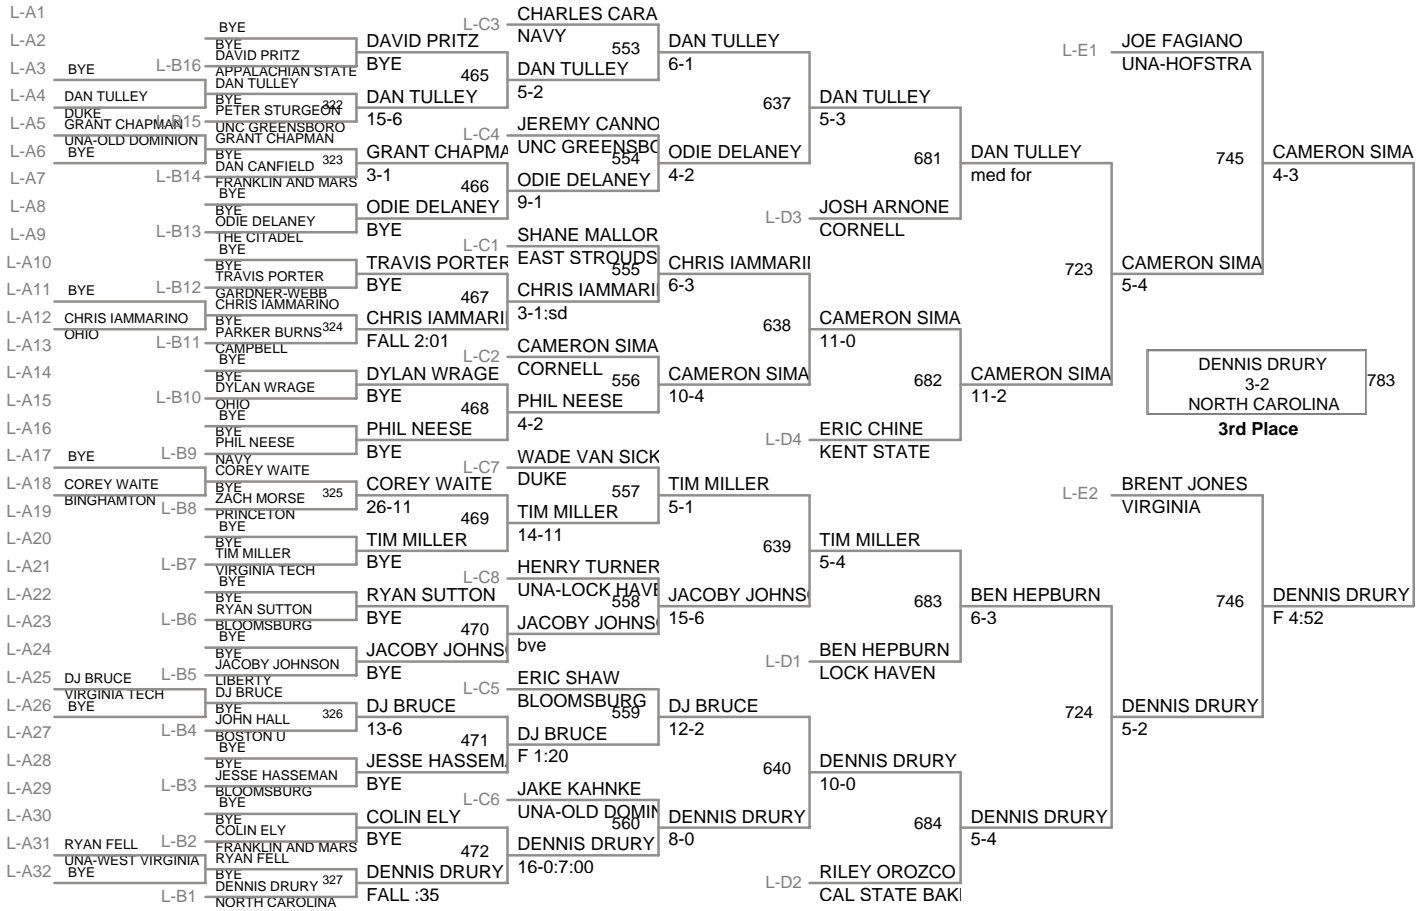 L-A1
L-A2
L-A3
L-A4
L-A5
L-A6
L-A7
L-A8
L-A9
L-A10
L-A11
L-A12
L-A13
L-A14
L-A15
L-A16
L-A17
L-A18
L-A19
L-A20
L-A21
L-A22
L-A23
L-A24
L-A25
L-A26
L-A27
L-A28
L-A29
L-A30
L-A31
L-A32
BYE
DAN TULLEY
DUKE
GRANT CHAPMAN
UNA-OLD DOMINION
BYE
BYE
CHRIS IAMMARINO
OHIO
BYE
COREY WAITE
BINGHAMTON
DJ BRUCE
VIRGINIA TECH
BYE
RYAN FELL
UNA-WEST VIRGINIA
BYE
L-B16
L-B15
L-B14
L-B13
L-B12
L-B11
L-B10
L-B9
L-B8
L-B7
L-B6
L-B5
L-B4
L-B3
L-B2
L-B1
BYE
BYE
DAVID PRITZ
APPALACHIAN STATE
DAN TULLEY
BYE
322
PETER STURGEON
UNC GREENSBORO
GRANT CHAPMAN
BYE
323
DAN CANFIELD
FRANKLIN AND MARS
BYE
BYE
ODIE DELANEY
THE CITADEL
BYE
BYE
TRAVIS PORTER
GARDNER-WEBB
CHRIS IAMMARINO
BYE
324
PARKER BURNS
CAMPBELL
BYE
BYE
DYLAN WRAGE
OHIO
BYE
BYE
PHIL NEESE
NAVY
COREY WAITE
BYE
325
ZACH MORSE
PRINCETON
BYE
BYE
TIM MILLER
VIRGINIA TECH
BYE
BYE
RYAN SUTTON
BLOOMSBURG
BYE
BYE
JACOBY JOHNSON
LIBERTY
DJ BRUCE
BYE
326
JOHN HALL
BOSTON U
BYE
BYE
JESSE HASSEMAN
BLOOMSBURG
BYE
BYE
COLIN ELY
FRANKLIN AND MARS
RYAN FELL
BYE
327
DENNIS DRURY
NORTH CAROLINA
DAVID PRITZ
BYE
465
DAN TULLEY
15-6
GRANT CHAPMA
3-1
466
ODIE DELANEY
BYE
TRAVIS PORTER
BYE
467
CHRIS IAMMARI
FALL 2:01
DYLAN WRAGE
BYE
468
PHIL NEESE
BYE
COREY WAITE
26-11
469
TIM MILLER
BYE
RYAN SUTTON
BYE
470
JACOBY JOHNS
BYE
DJ BRUCE
13-6
471
JESSE HASSEMA
BYE
COLIN ELY
BYE
472
DENNIS DRURY
FALL :35
L-C3
CHARLES CARA
NAVY
553
DAN TULLEY
5-2
L-C4
JEREMY CANNO
UNC GREENSBO
554
ODIE DELANEY
9-1
L-C1
SHANE MALLOR
EAST STROUDS
555
CHRIS IAMMARI
3-1:sd
L-C2
CAMERON SIMA
CORNELL
556
PHIL NEESE
4-2
L-C7
WADE VAN SICK
DUKE
557
TIM MILLER
14-11
L-C8
HENRY TURNER
UNA-LOCK HAVE
558
JACOBY JOHNS
bye
L-C5
ERIC SHAW
BLOOMSBURG
559
DJ BRUCE
F 1:20
L-C6
JAKE KAHNKE
UNA-OLD DOMIN
560
DENNIS DRURY
16-0:7:00
DAN TULLEY
6-1
637
ODIE DELANEY
4-2
CHRIS IAMMARI
6-3
638
CAMERON SIMA
10-4
TIM MILLER
5-1
639
JACOBY JOHNS
15-6
DJ BRUCE
12-2
640
DENNIS DRURY
8-0
DAN TULLEY
5-3
681
L-D3
JOSH ARNONE
CORNELL
CAMERON SIMA
11-0
682
L-D4
ERIC CHINE
KENT STATE
TIM MILLER
5-4
683
L-D1
BEN HEPBURN
LOCK HAVEN
DENNIS DRURY
10-0
684
L-D2
RILEY OROZCO
CAL STATE BAK
DAN TULLEY
med for
723
CAMERON SIMA
11-2
BEN HEPBURN
6-3
724
DENNIS DRURY
5-4
L-E1
JOE FAGIANO
UNA-HOFSTRA
745
CAMERON SIMA
5-4
L-E2
BRENT JONES
VIRGINIA
746
DENNIS DRURY
5-2
CAMERON SIMA
4-3
DENNIS DRURY
F 4:52
DENNIS DRURY
3-2
NORTH CAROLINA
783
3rd Place